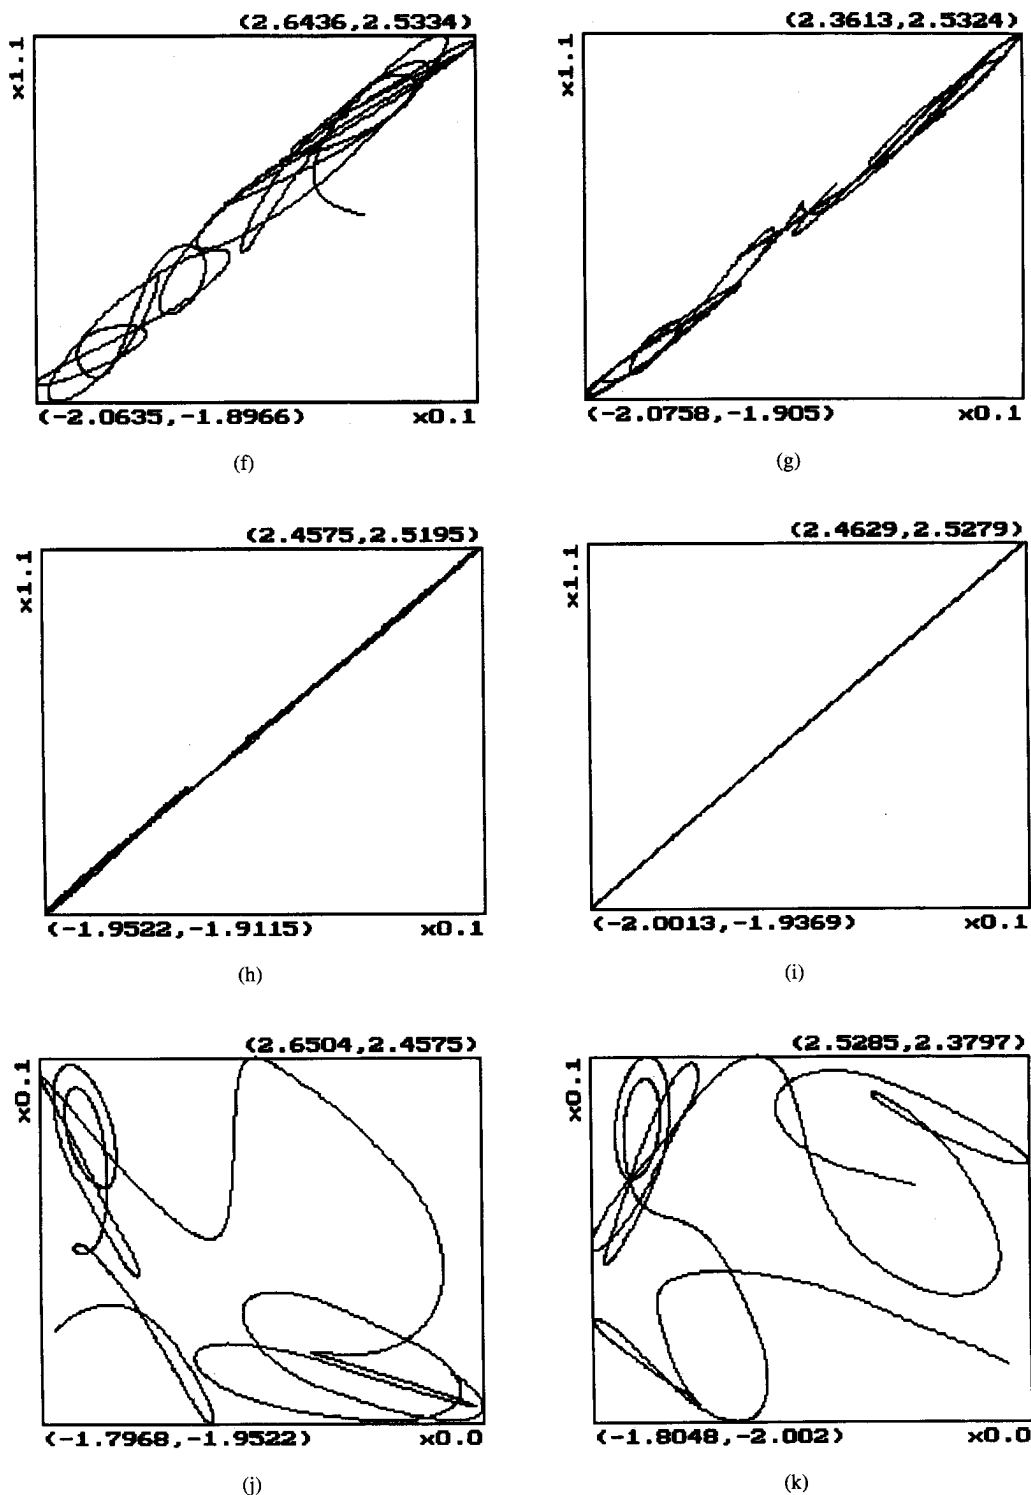 (2.6436,2.5334)
x1.1
(-2.0635,-1.8966) x0.1
(f)
(2.3613,2.5324)
x1.1
(-2.0758,-1.905) x0.1
(g)
(2.4575,2.5195)
x1.1
(-1.9522,-1.9115) x0.1
(h)
(2.4629,2.5279)
x1.1
(-2.0013,-1.9369) x0.1
(i)
(2.6504,2.4575)
x0.1
(-1.7968,-1.9522) x0.0
(j)
(2.5285,2.3797)
x0.1
(-1.8048,-2.002) x0.0
(k)